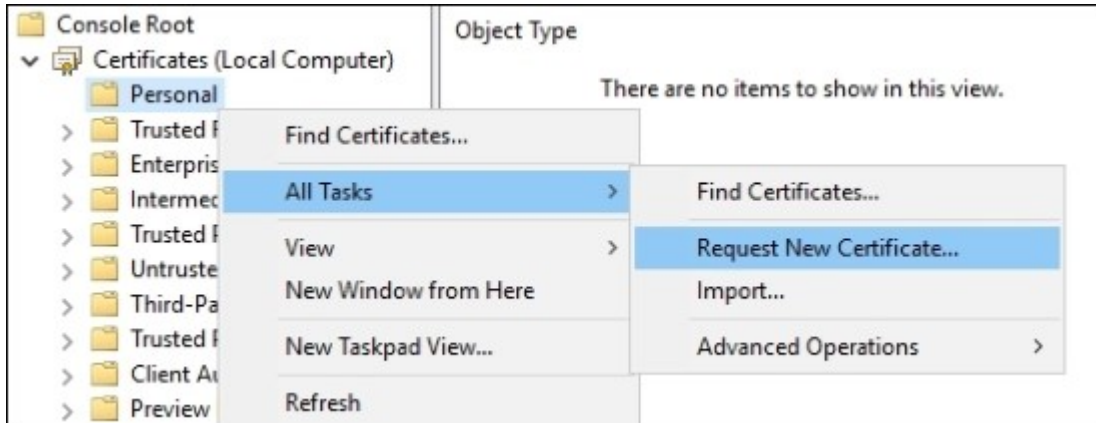 Console Root
Certificates (Local Computer)
Personal
Trusted
Enterpris
Intermed
Trusted
Untruste
Third-Pa
Trusted
Client Au
Preview
Object Type
There are no items to show in this view.
Find Certificates...
All Tasks
View
New Window from Here
New Taskpad View...
Refresh
Find Certificates...
Request New Certificate...
Import...
Advanced Operations